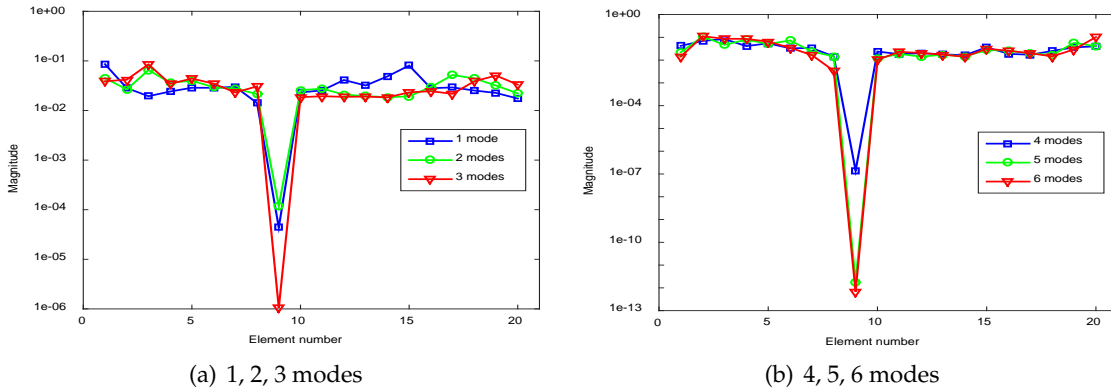 1e+00
1e-01
1e-02
1e-03
1e-04
1e-05
1e-06
Magnitude
0
5
10
15
20
Element number
1 mode
2 modes
3 modes
(a) 1, 2, 3 modes
1e+00
1e-04
1e-07
1e-10
1e-13
Magnitude
0
5
10
15
20
Element number
4 modes
5 modes
6 modes
(b) 4, 5, 6 modes